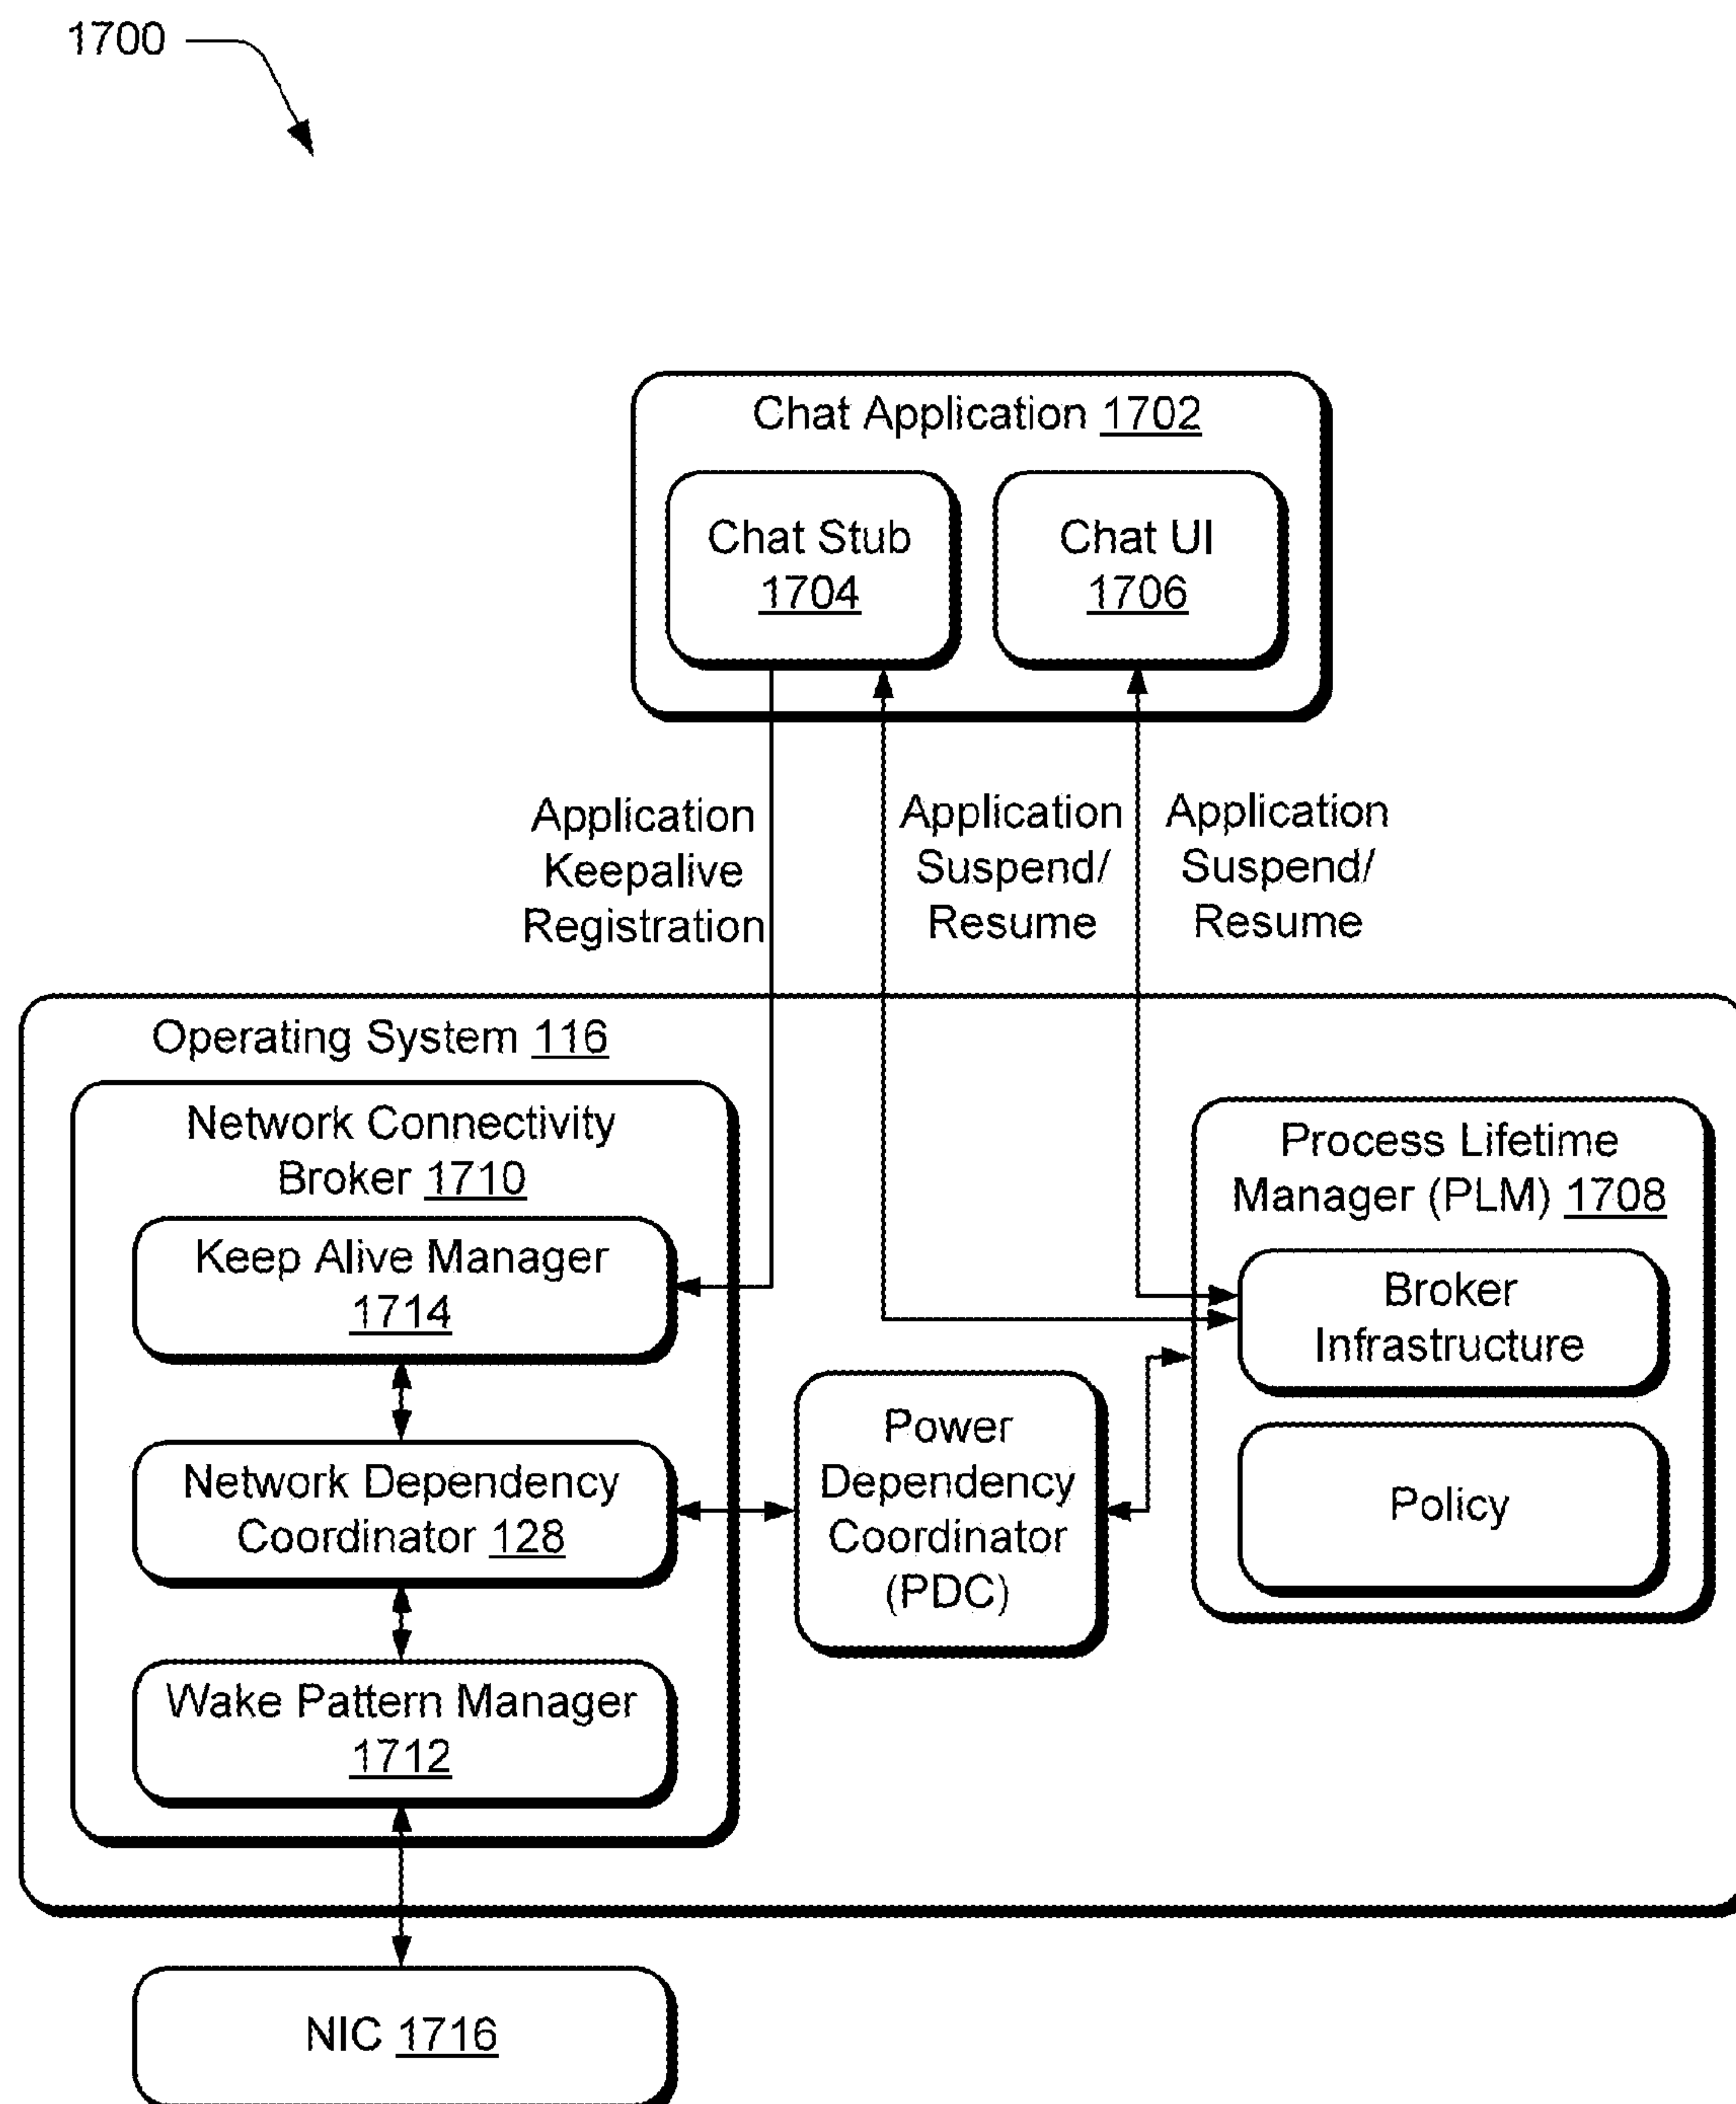 1700
Chat Application 1702
Chat Stub
1704
Chat UI
1706
Application
Keepalive
Registration
Application
Suspend/
Resume
Application
Suspend/
Resume
Operating System 116
Network Connectivity
Broker 1710
Keep Alive Manager
1714
Network Dependency
Coordinator 128
Wake Pattern Manager
1712
Power
Dependency
Coordinator
(PDC)
Process Lifetime
Manager (PLM) 1708
Broker
Infrastructure
Policy
NIC 1716